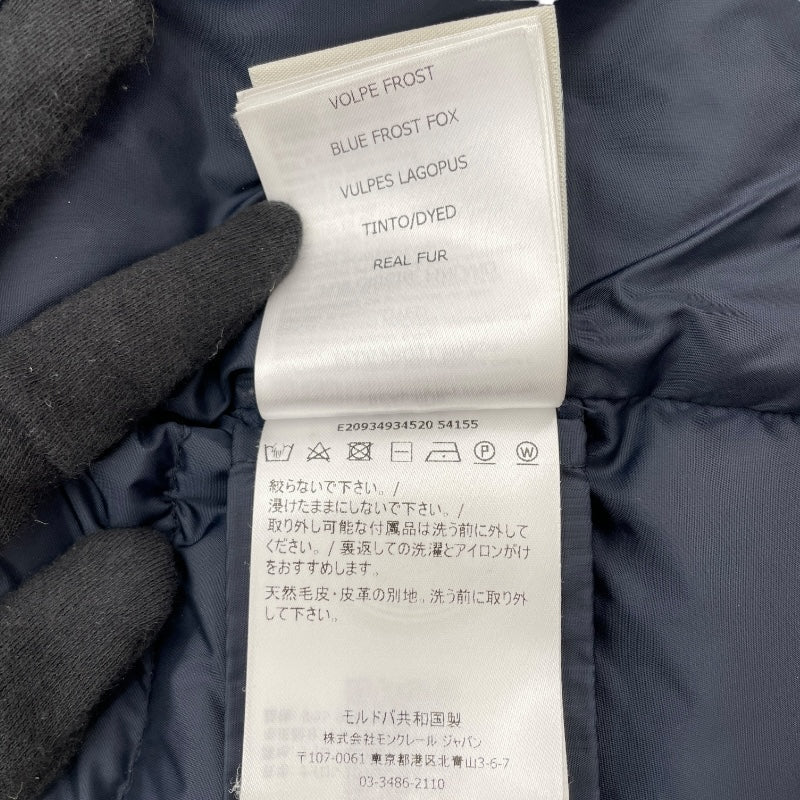 VOLPE FROST
BLUE FROST FOX
VULPES LAGOPUS
TINTO/DYED
REAL FUR
E20934934520 54155
P W
絞らないで下さい。/
浸けたままにしないで下さい。/
取り外し可能な付属品は洗う前に外して
ください。/ 裏返しての洗濯とアイロンがけ
をおすすめします。
天然毛皮・皮革の別地。洗う前に取り外
して下さい。
モルドバ共和国製
株式会社モンクレール ジャパン
〒107-0061 東京都港区北青山3-6-7
03-3486-2110